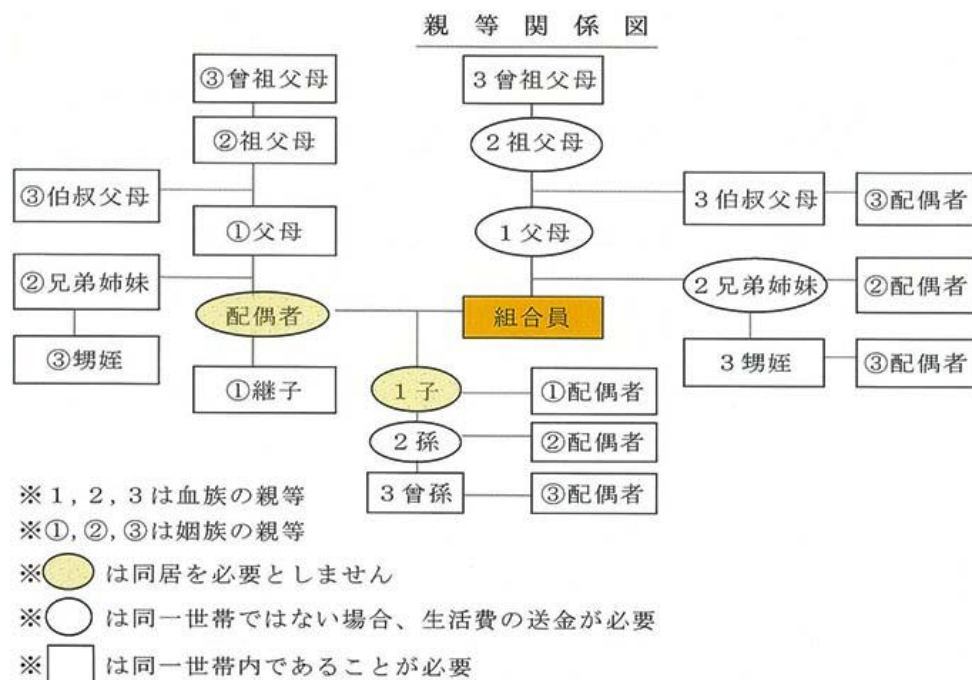 親等関係図
③曾祖父母
3曾祖父母
②祖父母
2祖父母
③伯叔父母
3伯叔父母
③配偶者
①父母
1父母
②兄弟姉妹
2兄弟姉妹
②配偶者
配偶者
組合員
③甥姪
3甥姪
③配偶者
①継子
1子
①配偶者
2孫
②配偶者
3曾孫
③配偶者
※1,2,3は血族の親等
※①,②,③は姻族の親等
※ は同居を必要としません
※ は同一世帯ではない場合、生活費の送金が必要
※ は同一世帯内であることが必要